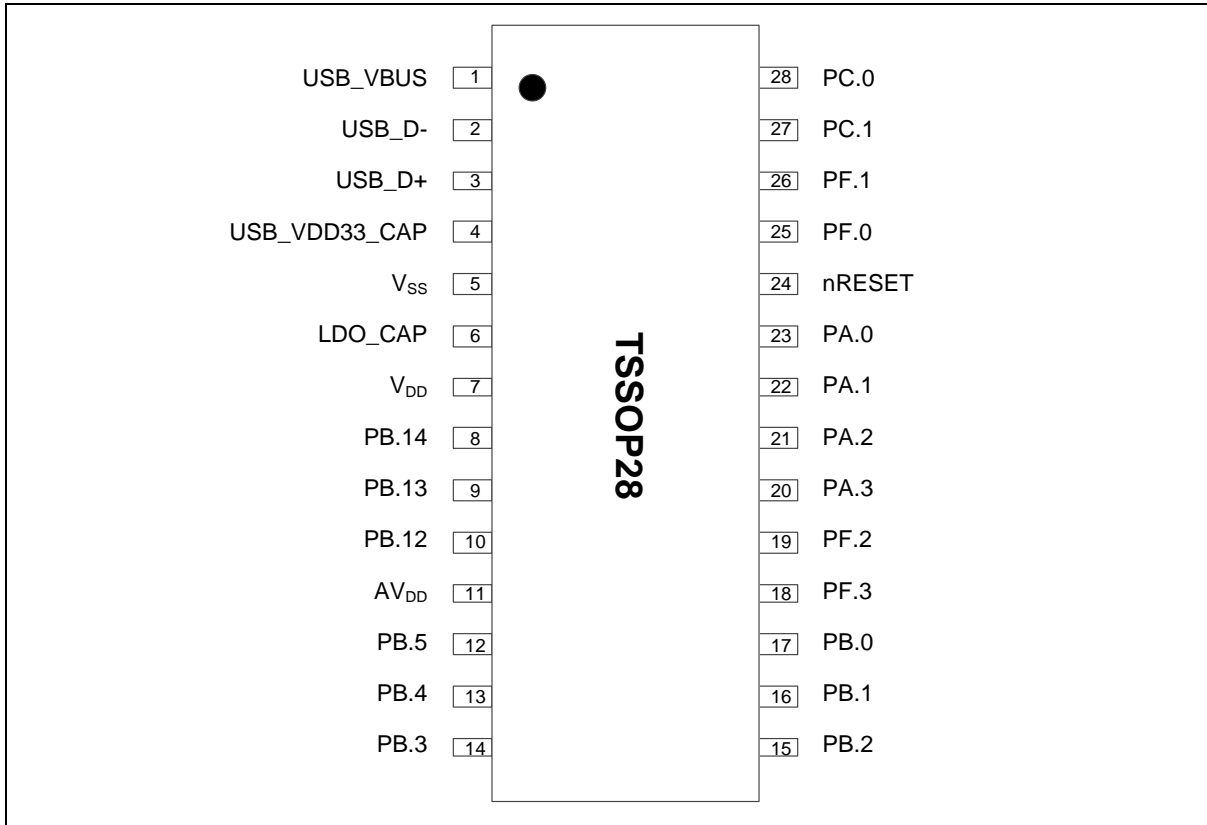 USB_VBUS 1 28 PC.0
USB_D- 2 27 PC.1
USB_D+ 3 26 PF.1
USB_VDD33_CAP 4 25 PF.0
VSS 5 24 nRESET
LDO_CAP 6 23 PA.0
VDD 7 22 PA.1
PB.14 8 21 PA.2
PB.13 9 20 PA.3
PB.12 10 19 PF.2
AVDD 11 18 PF.3
PB.5 12 17 PB.0
PB.4 13 16 PB.1
PB.3 14 15 PB.2
TSSOP28